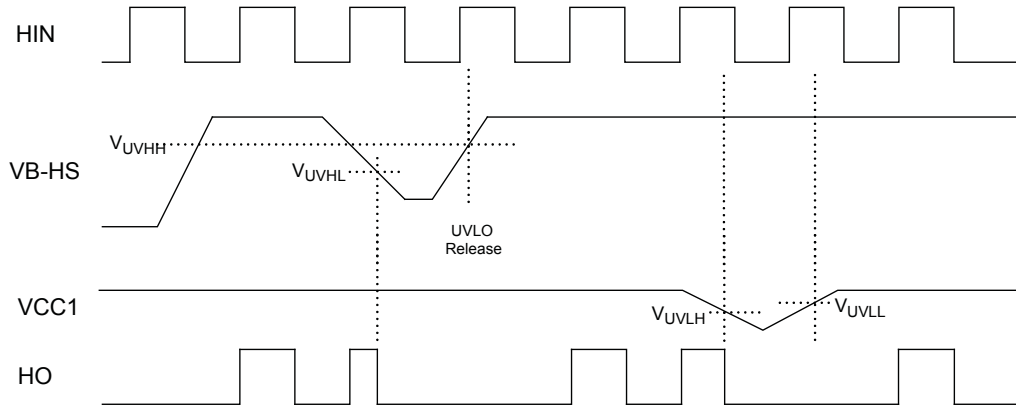 HIN
VUVHH
VB-HS
VUVHL
UVLO
Release
VCC1
VUVLH
VUVLL
HO